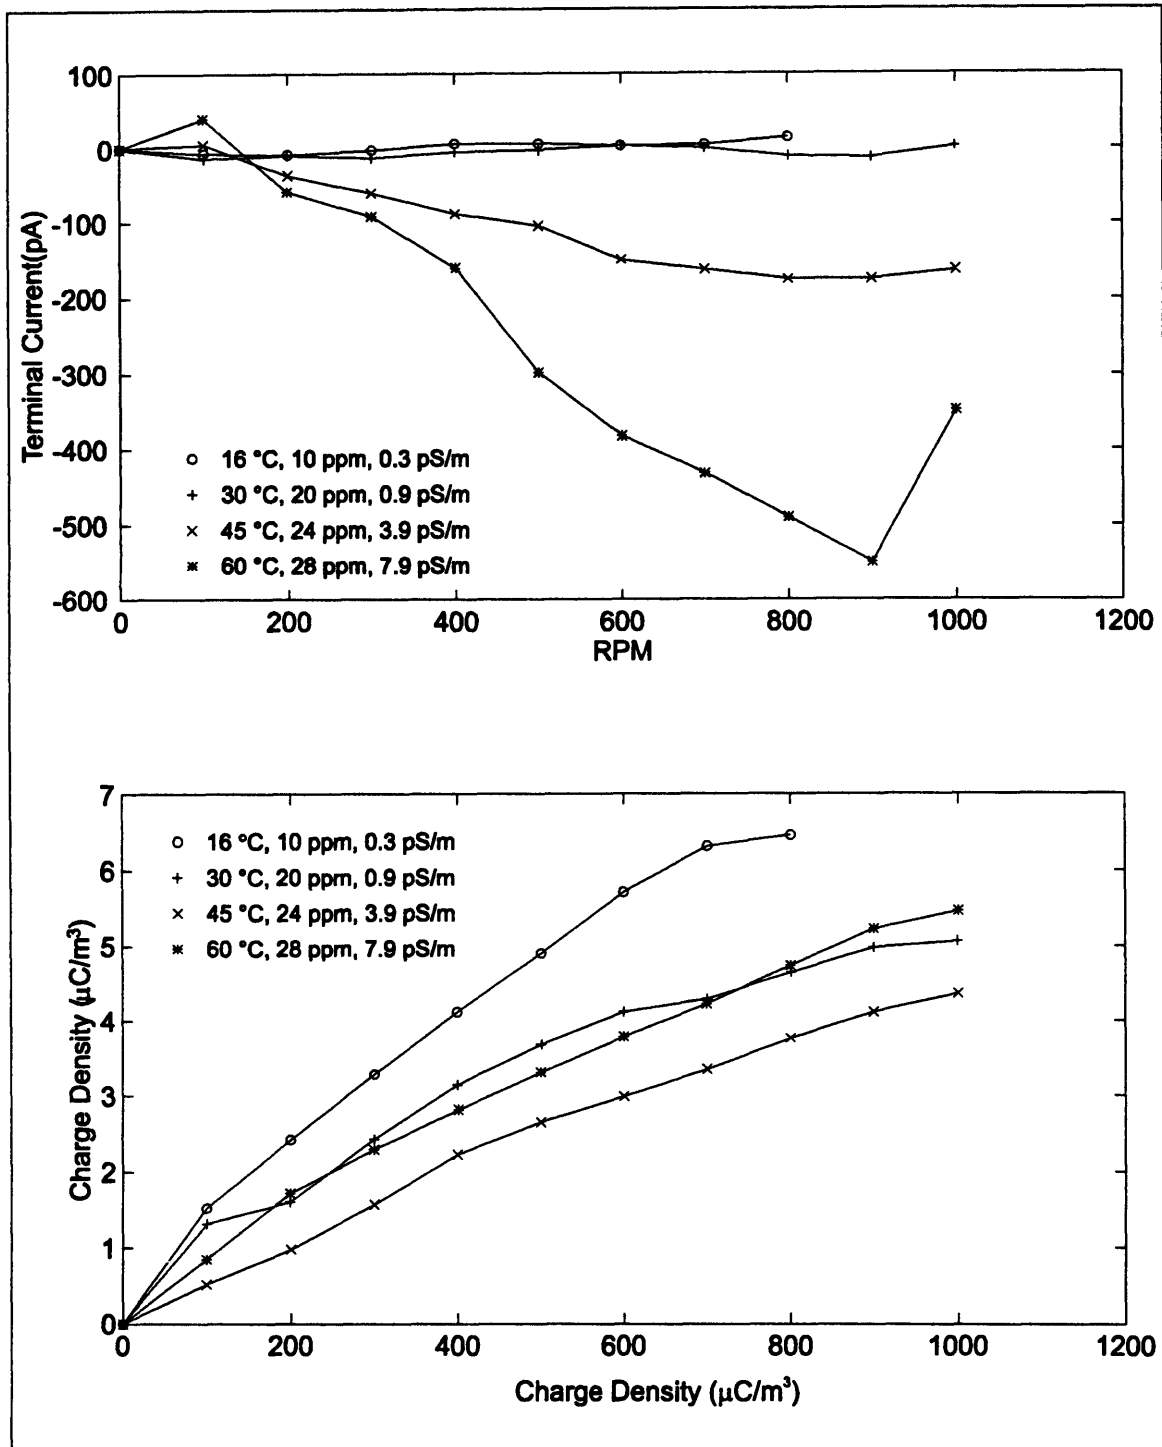 100
0
-100
-200
-300
-400
-500
-600
Terminal Current(pA)
16 °C, 10 ppm, 0.3 pS/m
30 °C, 20 ppm, 0.9 pS/m
45 °C, 24 ppm, 3.9 pS/m
60 °C, 28 ppm, 7.9 pS/m
0 200 400 600 800 1000 1200
RPM
7
6
5
4
3
2
1
0
Charge Density (μC/m³)
16 °C, 10 ppm, 0.3 pS/m
30 °C, 20 ppm, 0.9 pS/m
45 °C, 24 ppm, 3.9 pS/m
60 °C, 28 ppm, 7.9 pS/m
0 200 400 600 800 1000 1200
Charge Density (μC/m³)